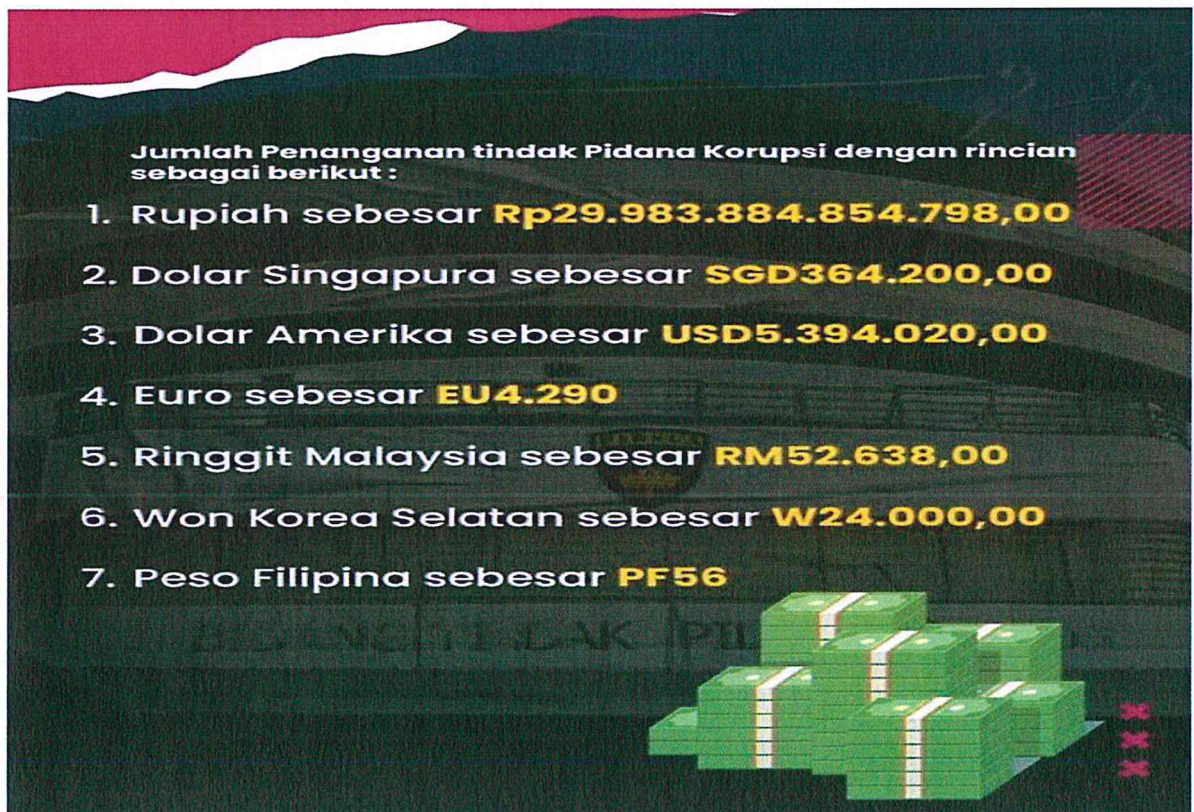 Jumlah Penanganan tindak Pidana Korupsi dengan rincian
sebagai berikut :
1. Rupiah sebesar Rp29.983.884.854.798,00
2. Dolar Singapura sebesar SGD364.200,00
3. Dolar Amerika sebesar USD5.394.020,00
4. Euro sebesar EU4.290
5. Ringgit Malaysia sebesar RM52.638,00
6. Won Korea Selatan sebesar W24.000,00
7. Peso Filipina sebesar PF56
TINDAK